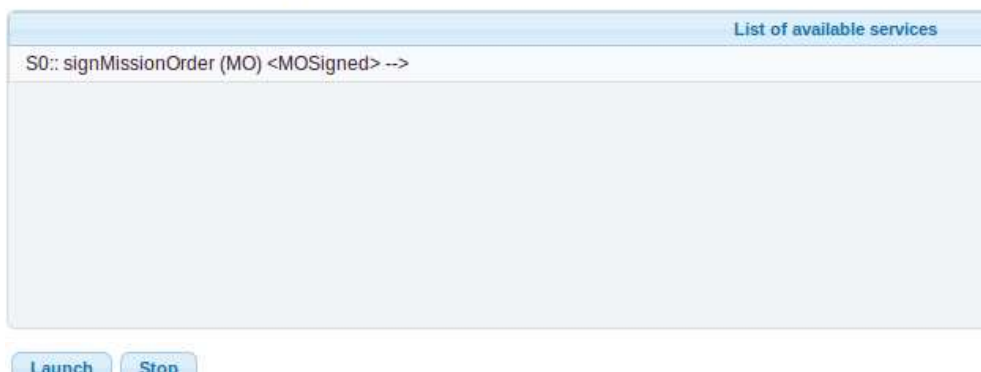 List of available services
S0:: signMissionOrder (MO) <MOSigned> -->
Launch Stop